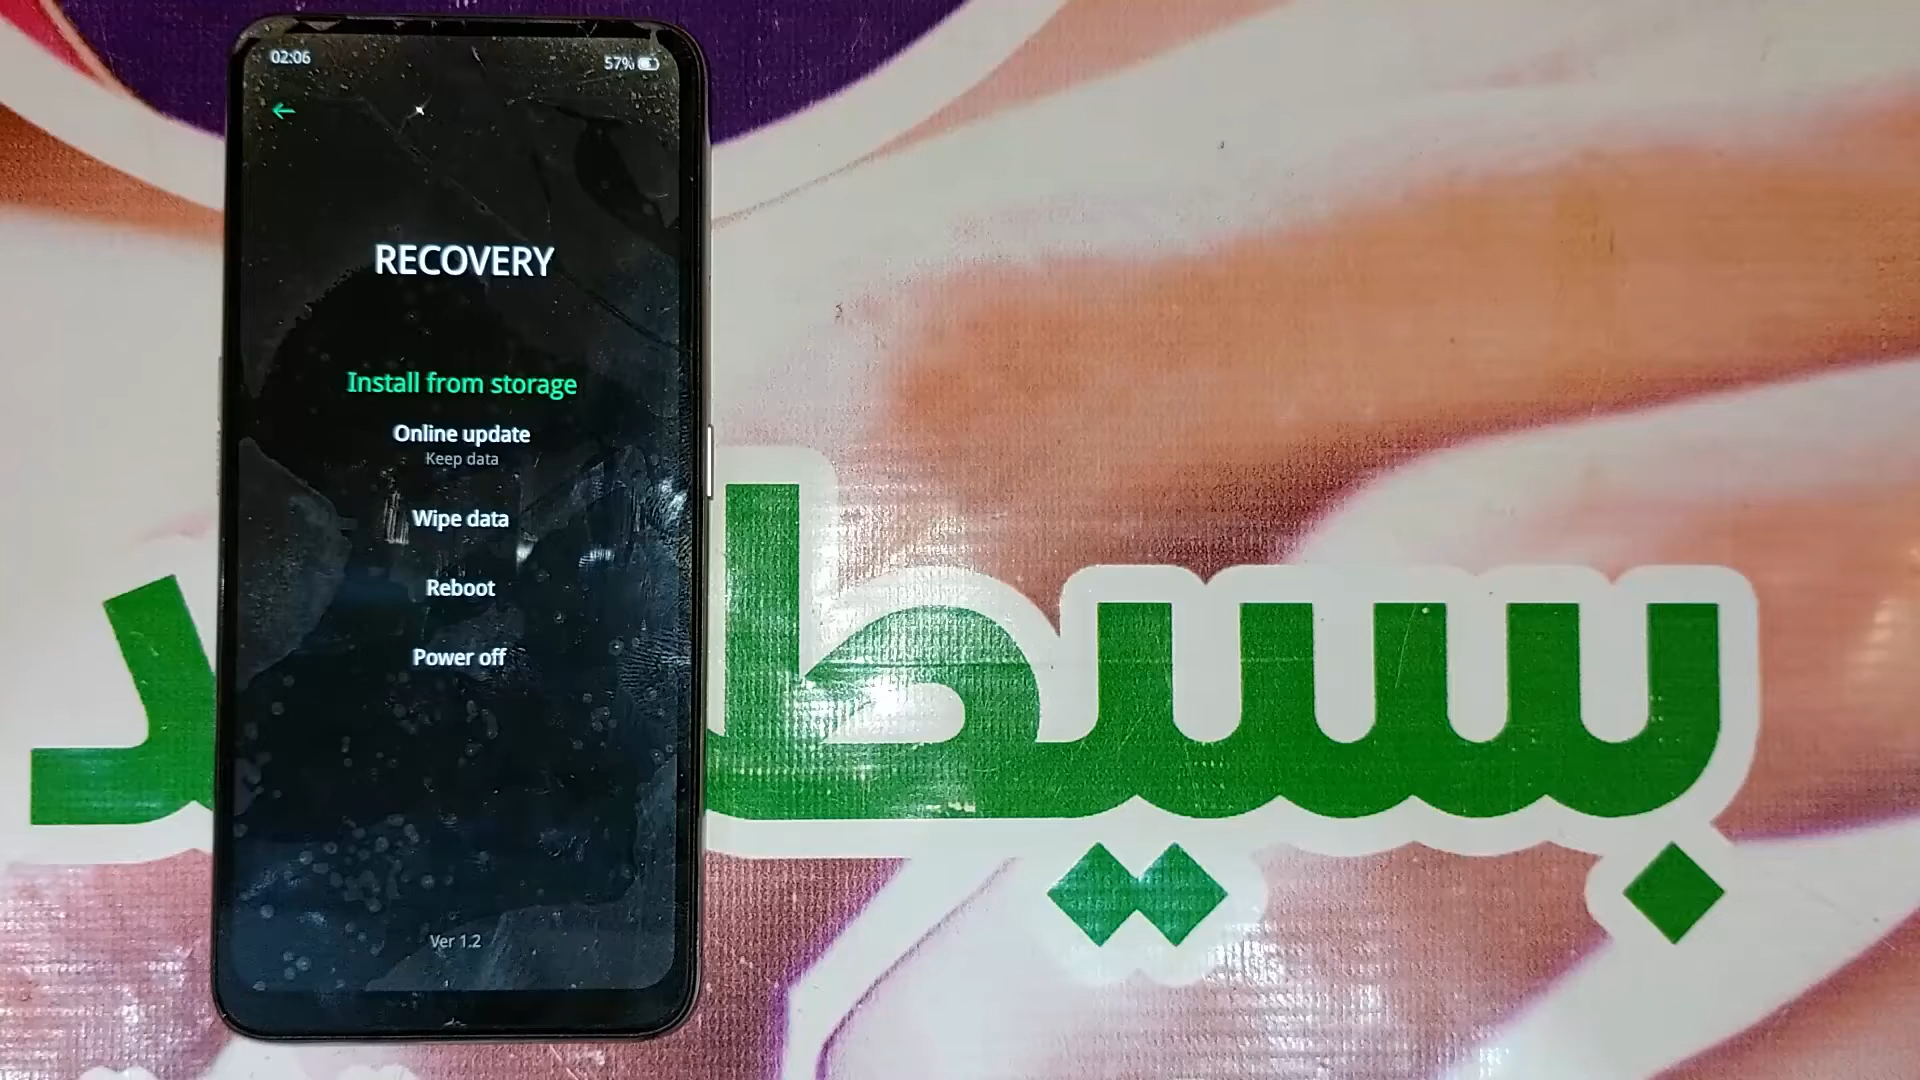 02:06
57%
RECOVERY
Install from storage
Online update
Keep data
Wipe data
Reboot
Power off
Ver 1.2